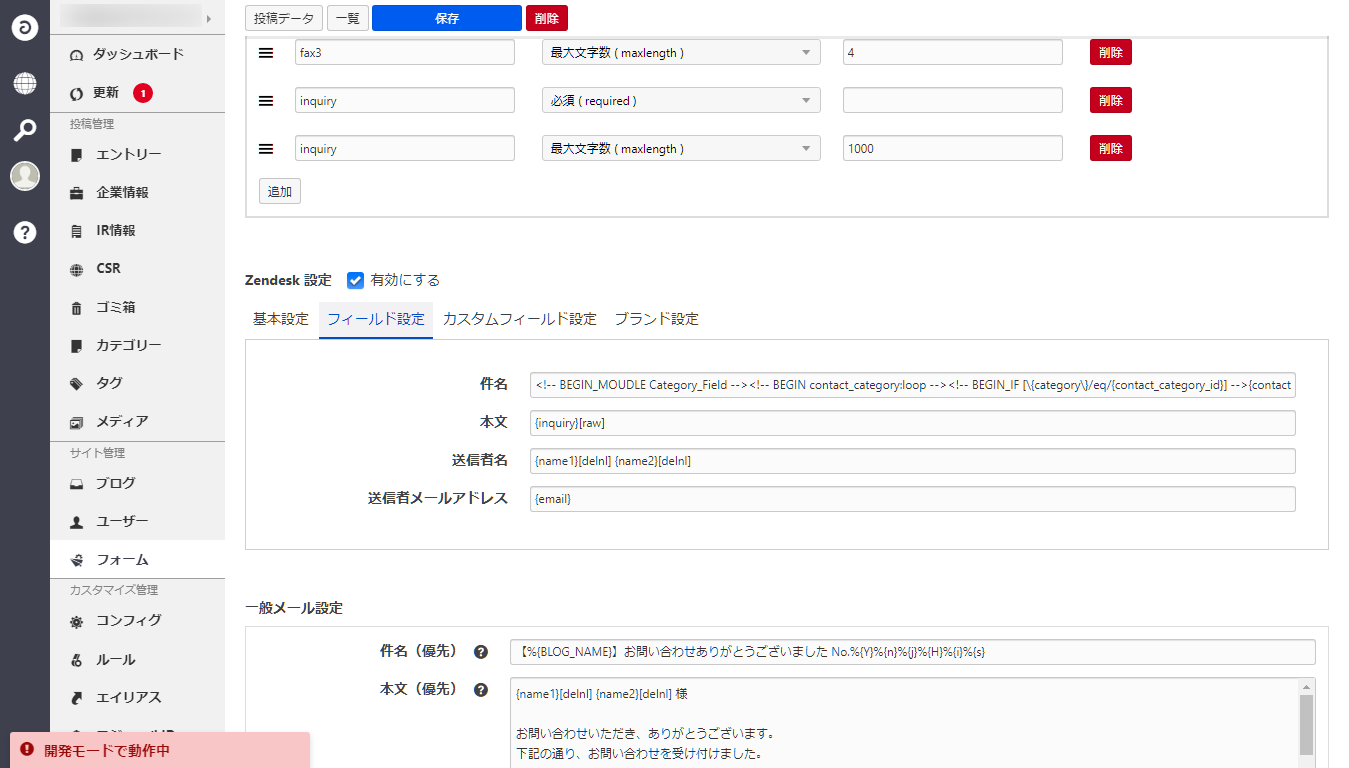 投稿データ 一覧 保存 削除
ダッシュボード
更新 1
投稿管理
エントリー
企業情報
IR情報
CSR
ゴミ箱
カテゴリー
タグ
メディア
サイト管理
ブログ
ユーザー
フォーム
カスタマイズ管理
コンフィグ
ルール
エイリアス
開発モードで動作中
fax3 最大文字数 ( maxlength ) 4 削除
inquiry 必須 ( required ) 削除
inquiry 最大文字数 ( maxlength ) 1000 削除
追加
Zendesk 設定 有効にする
基本設定 フィールド設定 カスタムフィールド設定 ブランド設定
件名 <!-- BEGIN_MOUDLE Category_Field --><!-- BEGIN contact_category:loop --><!-- BEGIN_IF [\{category\}/eq/{contact_category_id}] -->{contact
本文 {inquiry}[raw]
送信者名 {name1}[delnl] {name2}[delnl]
送信者メールアドレス {email}
一般メール設定
件名（優先） ? 【%{BLOG_NAME}】お問い合わせありがとうございました No.%{Y}%{n}%{j}%{H}%{i}%{s}
本文（優先） ? {name1}[delnl] {name2}[delnl] 様
お問い合わせいただき、ありがとうございます。
下記の通り、お問い合わせを受け付けました。